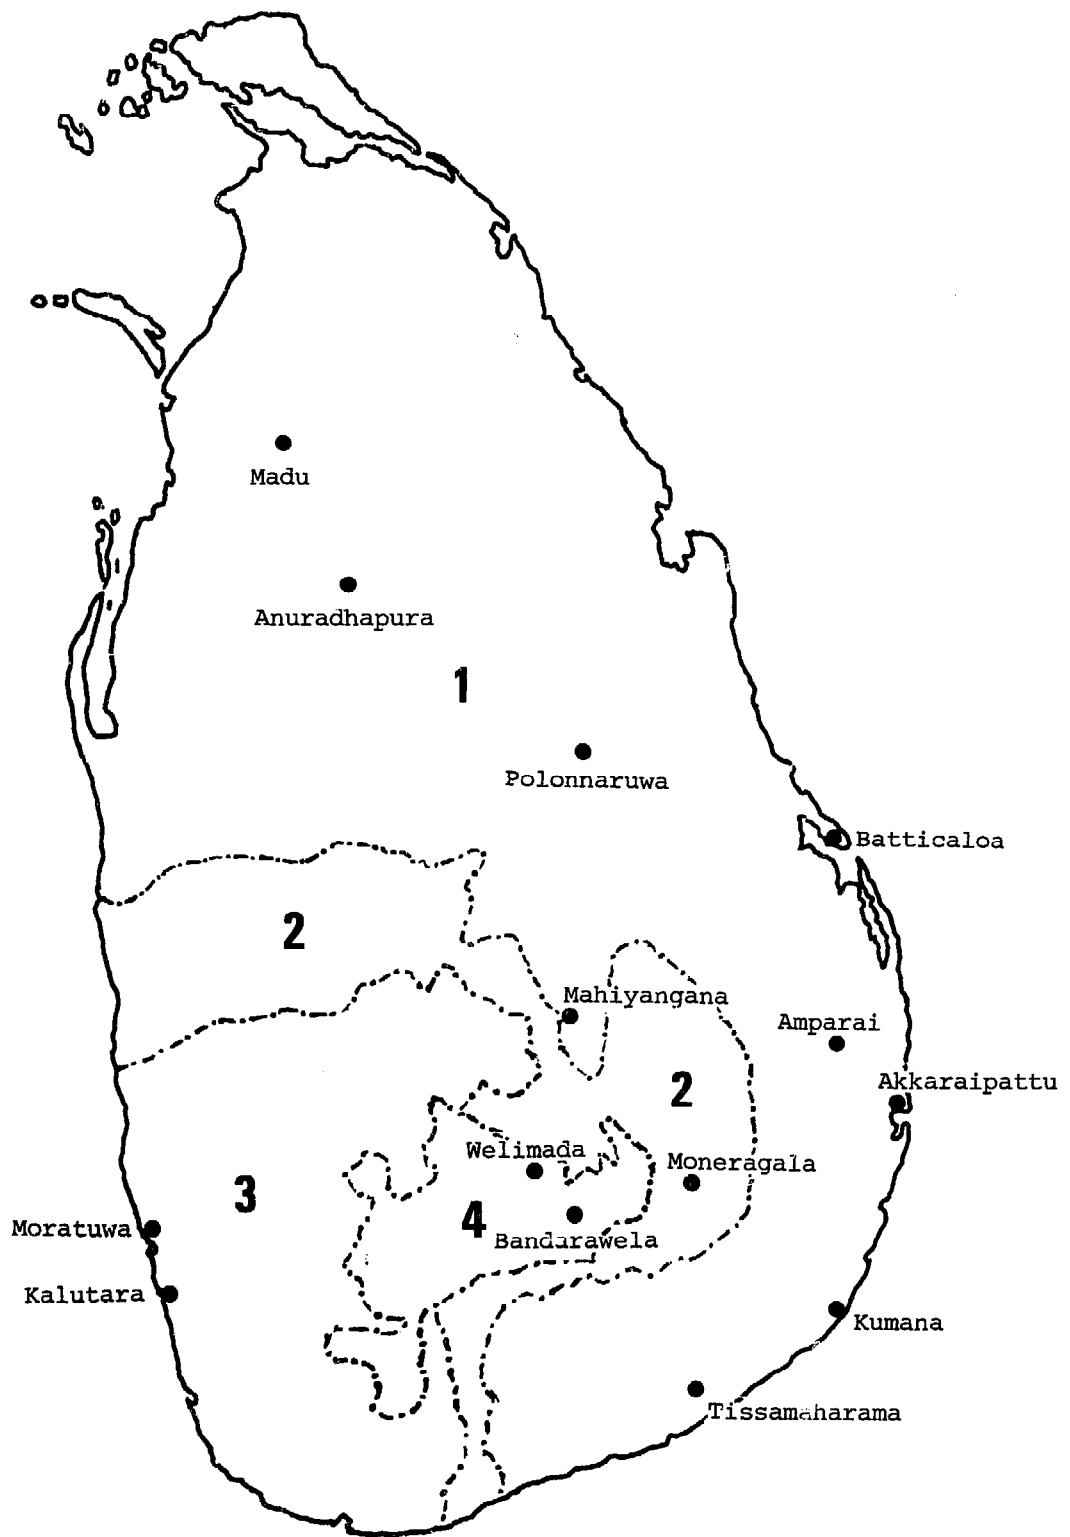 Madu
Anuradhapura
1
Polonnaruwa
Batticaloa
2
Mahiyangana
Amparai
Akkaraipattu
2
Welimada
Moneragala
3
4
Moratuwa
Bandarawela
Kalutara
Kumana
Tissamaharama